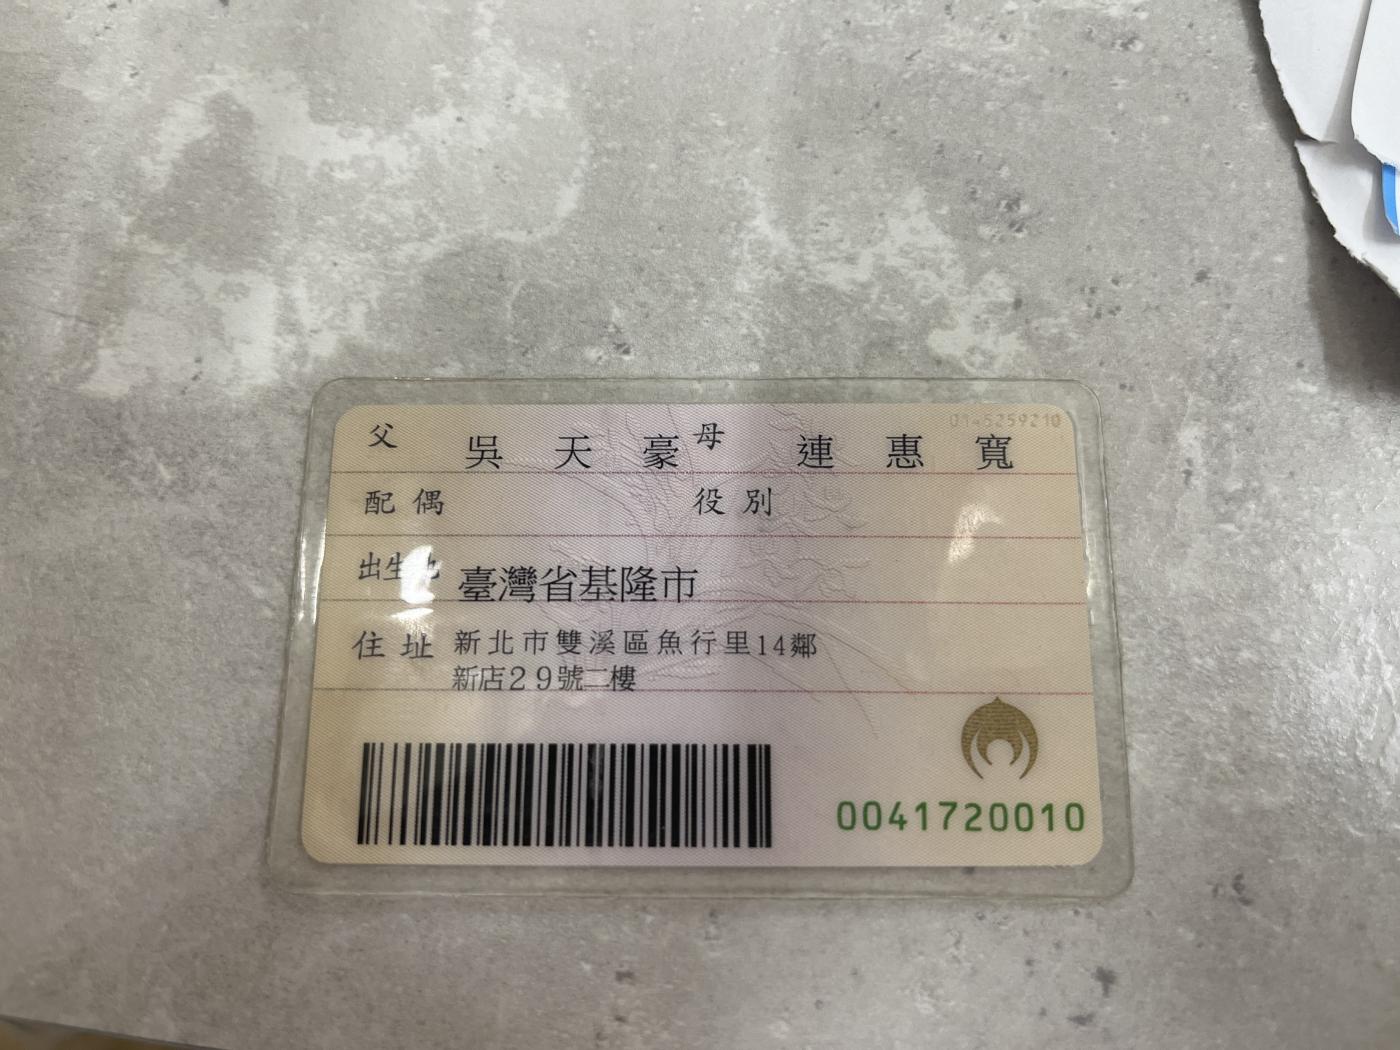 0145259210
父 吳天豪 母 連惠寬
配偶 役別
出生地 臺灣省基隆市
住址 新北市雙溪區魚行里14鄰
新店29號二樓
0041720010